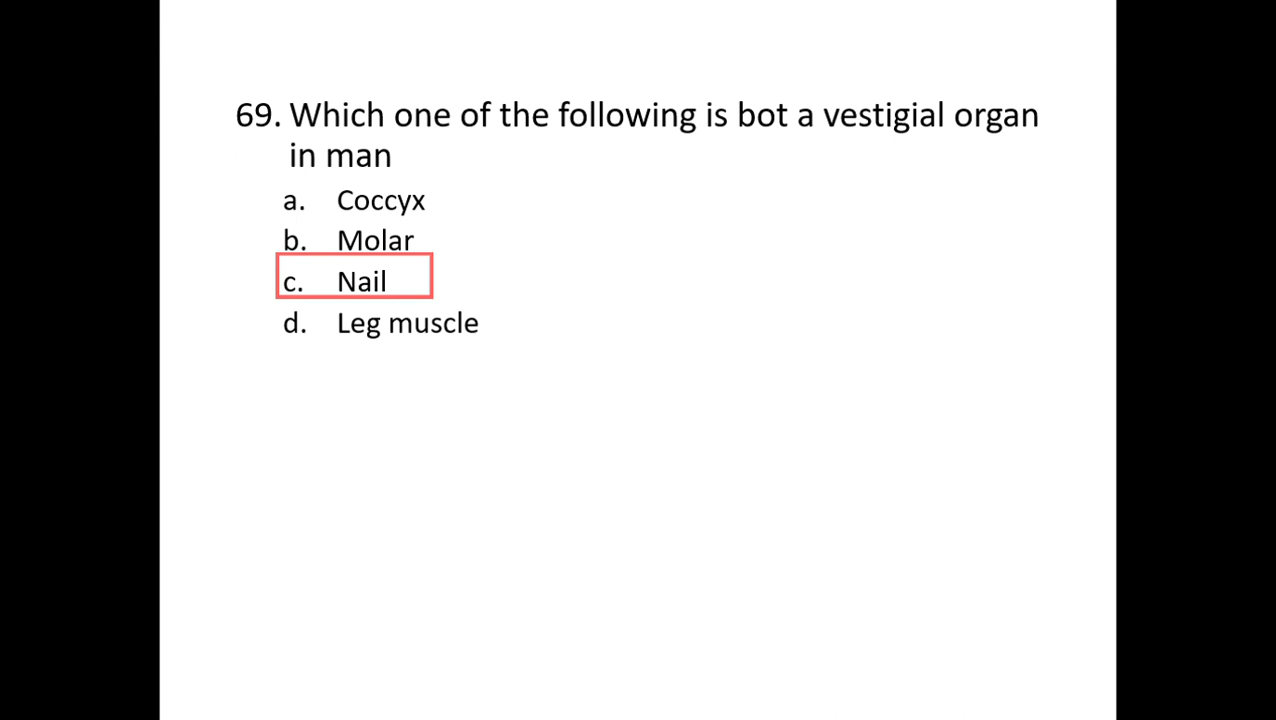 69. Which one of the following is bot a vestigial organ
in man
a. Coccyx
b. Molar
c. Nail
d. Leg muscle